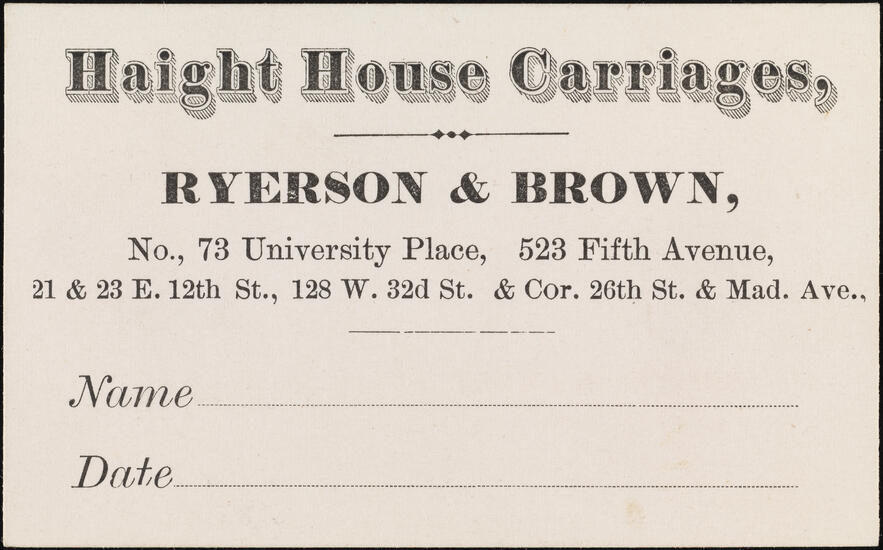 Haight House Carriages,
RYERSON & BROWN,
No., 73 University Place, 523 Fifth Avenue,
21 & 23 E. 12th St., 128 W. 32d St. & Cor. 26th St. & Mad. Ave.,
Name
Date